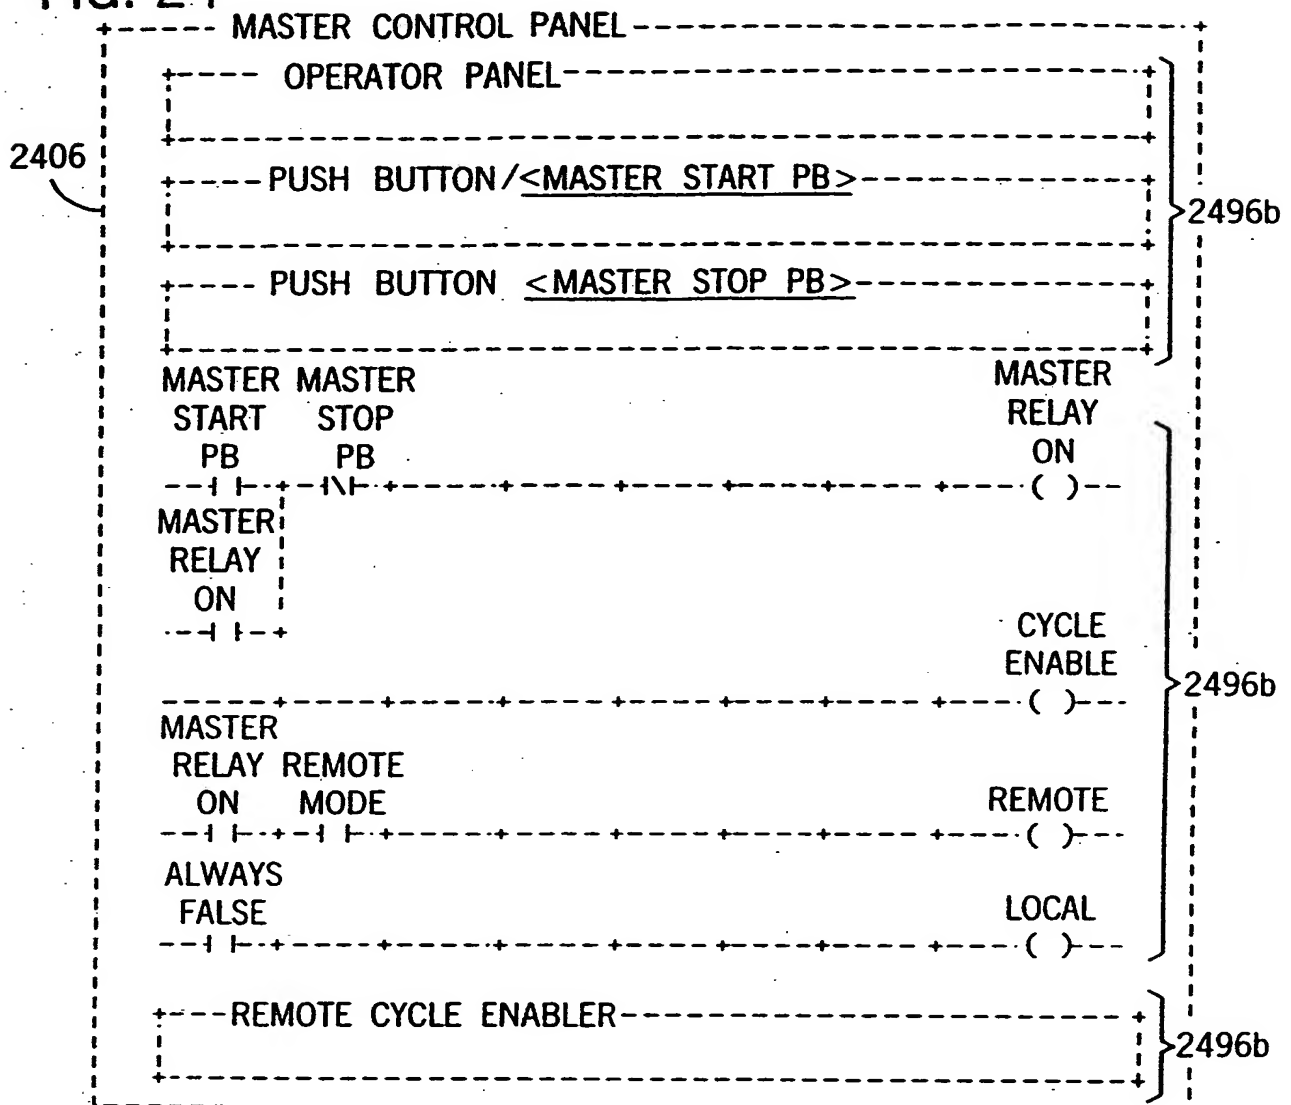 FIG. 24
MASTER CONTROL PANEL
OPERATOR PANEL
2406
PUSH BUTTON/<MASTER START PB>
2496b
PUSH BUTTON <MASTER STOP PB>
MASTER MASTER MASTER
START STOP RELAY
PB PB ON
( )
MASTER
RELAY
ON
CYCLE
ENABLE
2496b
( )
MASTER
RELAY REMOTE
ON MODE REMOTE
( )
ALWAYS
FALSE LOCAL
( )
REMOTE CYCLE ENABLER
2496b